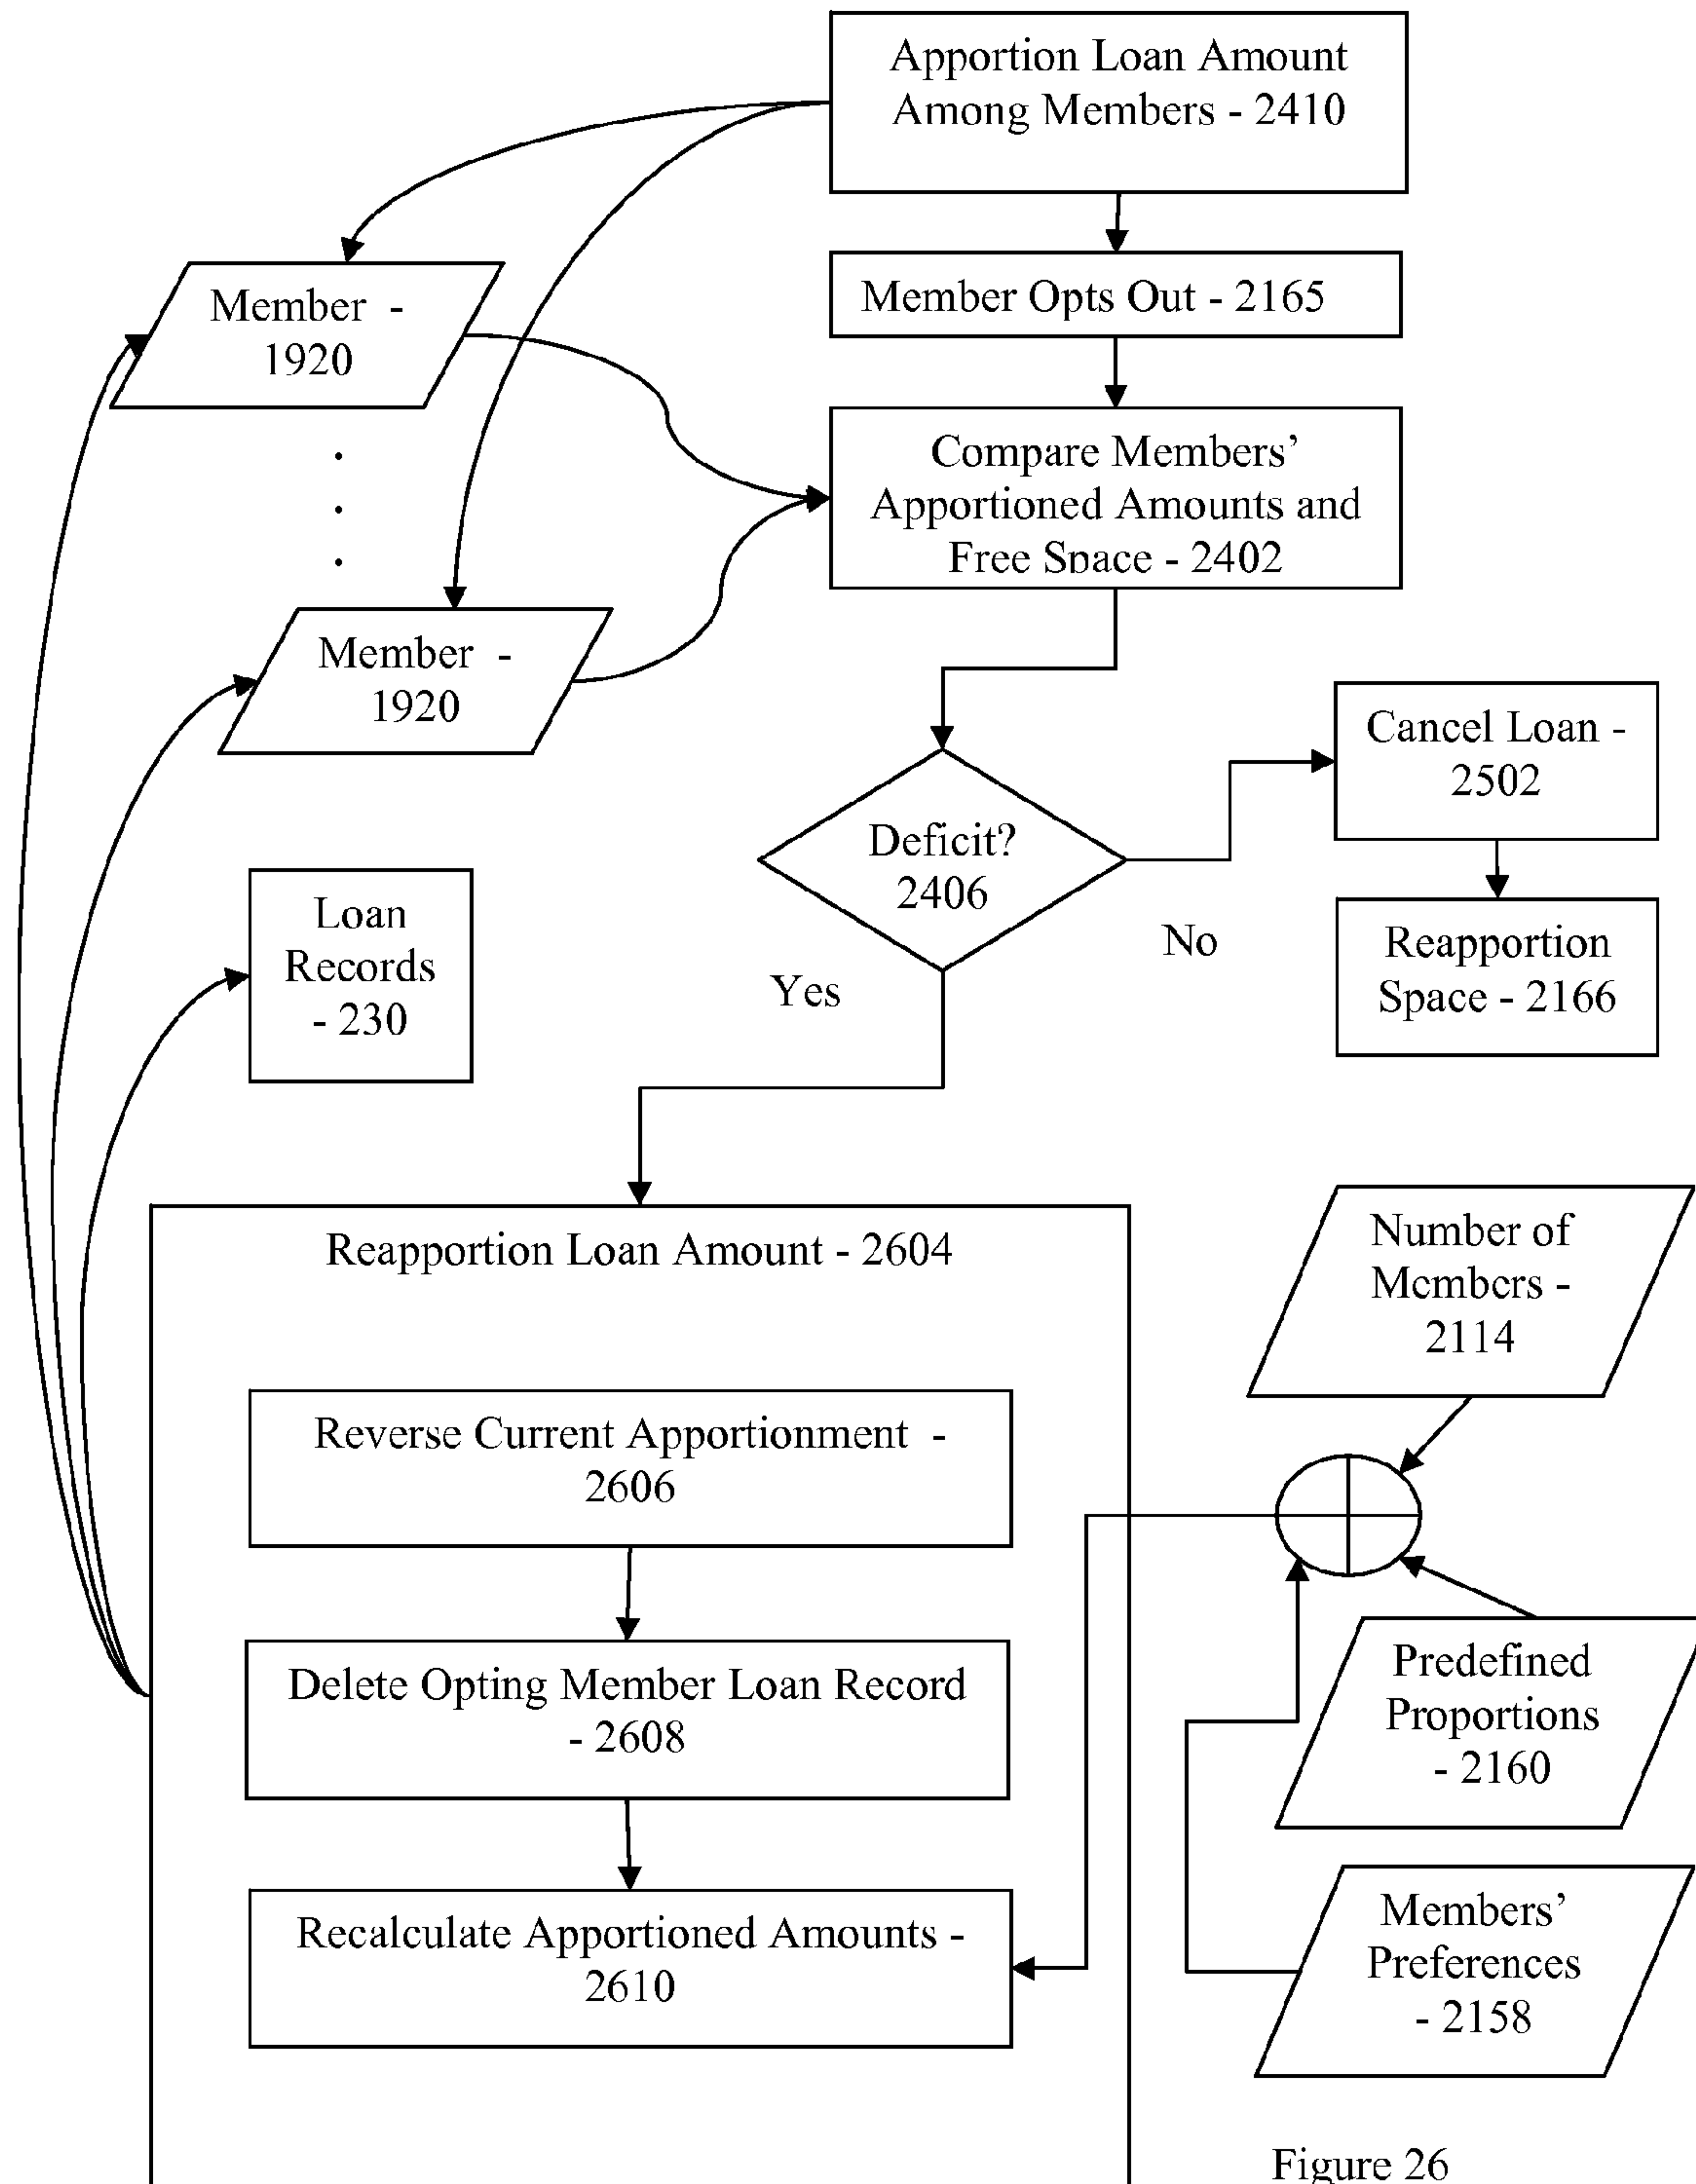 Apportion Loan Amount
Among Members - 2410
Member Opts Out - 2165
Member -
1920
Compare Members’
Apportioned Amounts and
Free Space - 2402
Member -
1920
Cancel Loan -
2502
Deficit?
2406
No
Yes
Reapportion
Space - 2166
Loan
Records
- 230
Reapportion Loan Amount - 2604
Number of
Members -
2114
Reverse Current Apportionment -
2606
Delete Opting Member Loan Record
- 2608
Predefined
Proportions
- 2160
Recalculate Apportioned Amounts -
2610
Members’
Preferences
- 2158
Figure 26